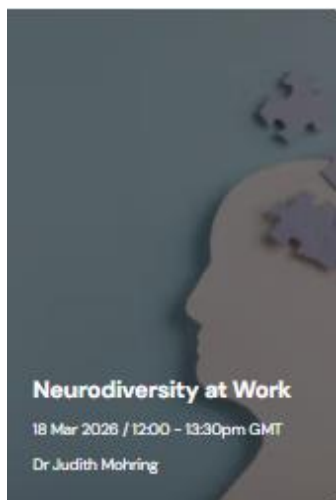 Neurodiversity at Work
18 Mar 2026 / 12:00 - 13:30pm GMT
Dr Judith Mohring